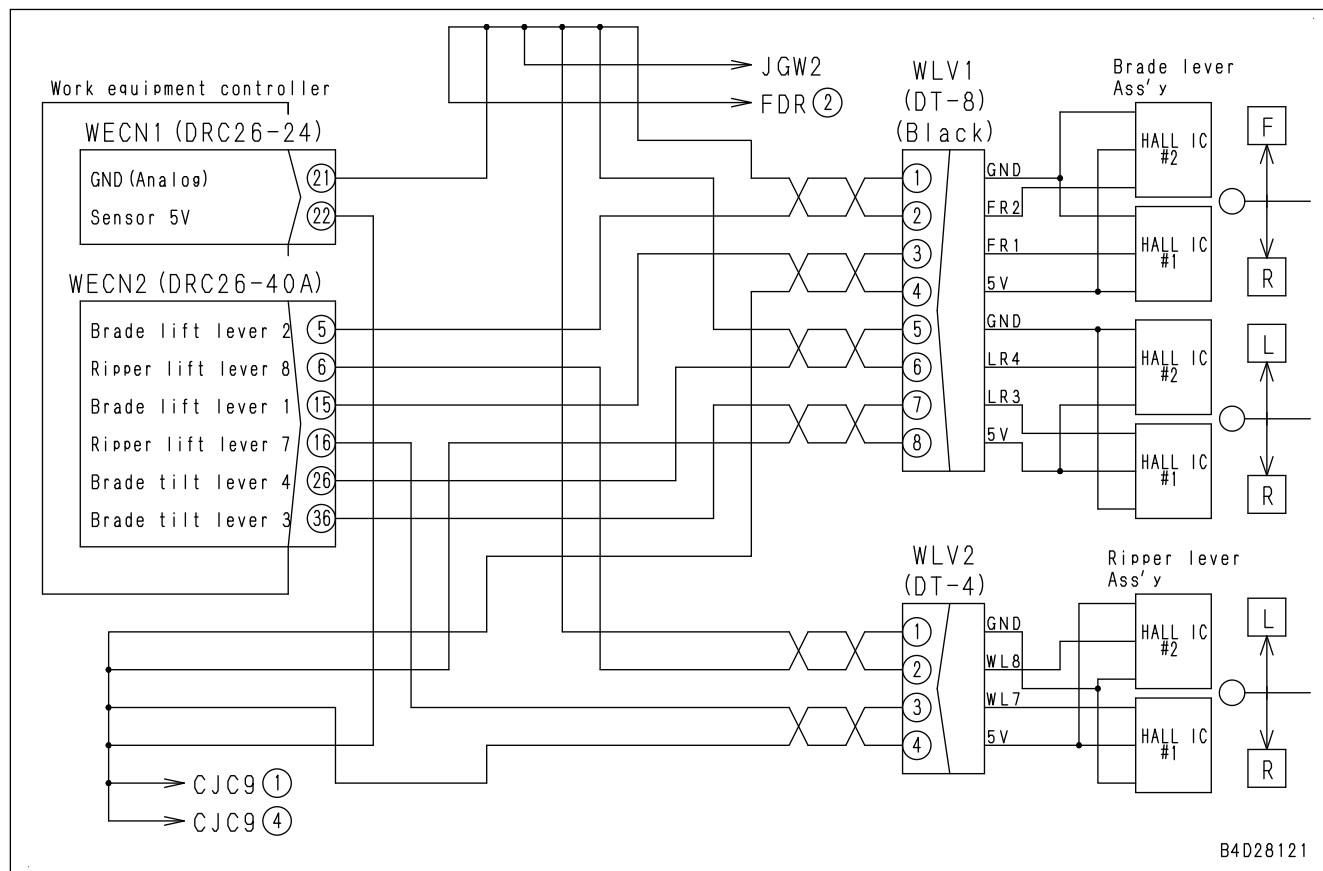 Work equipment controller
WECN1 (DRC26-24)
GND (Analog) 21
Sensor 5V 22
WECN2 (DRC26-40A)
Brade lift lever 2 5
Ripper lift lever 8 6
Brade lift lever 1 15
Ripper lift lever 7 16
Brade tilt lever 4 26
Brade tilt lever 3 36
JGW2
FDR 2
CJC9 1
CJC9 4
WLV1
(DT-8)
(Black)
1 GND
2 FR2
3 FR1
4 5V
5 GND
6 LR4
7 LR3
8 5V
Brade lever
Ass'y
HALL IC
#2
HALL IC
#1
F
R
HALL IC
#2
HALL IC
#1
L
R
WLV2
(DT-4)
1 GND
2 WL8
3 WL7
4 5V
Ripper lever
Ass'y
HALL IC
#2
HALL IC
#1
L
R
B4D28121